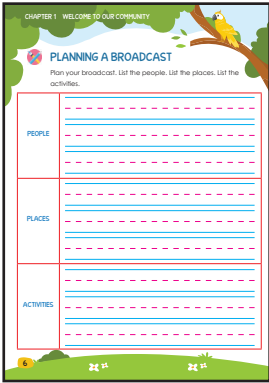 CHAPTER 1 WELCOME TO OUR COMMUNITY
PLANNING A BROADCAST
Plan your broadcast. List the people. List the places. List the
activities.
PEOPLE
PLACES
ACTIVITIES
6